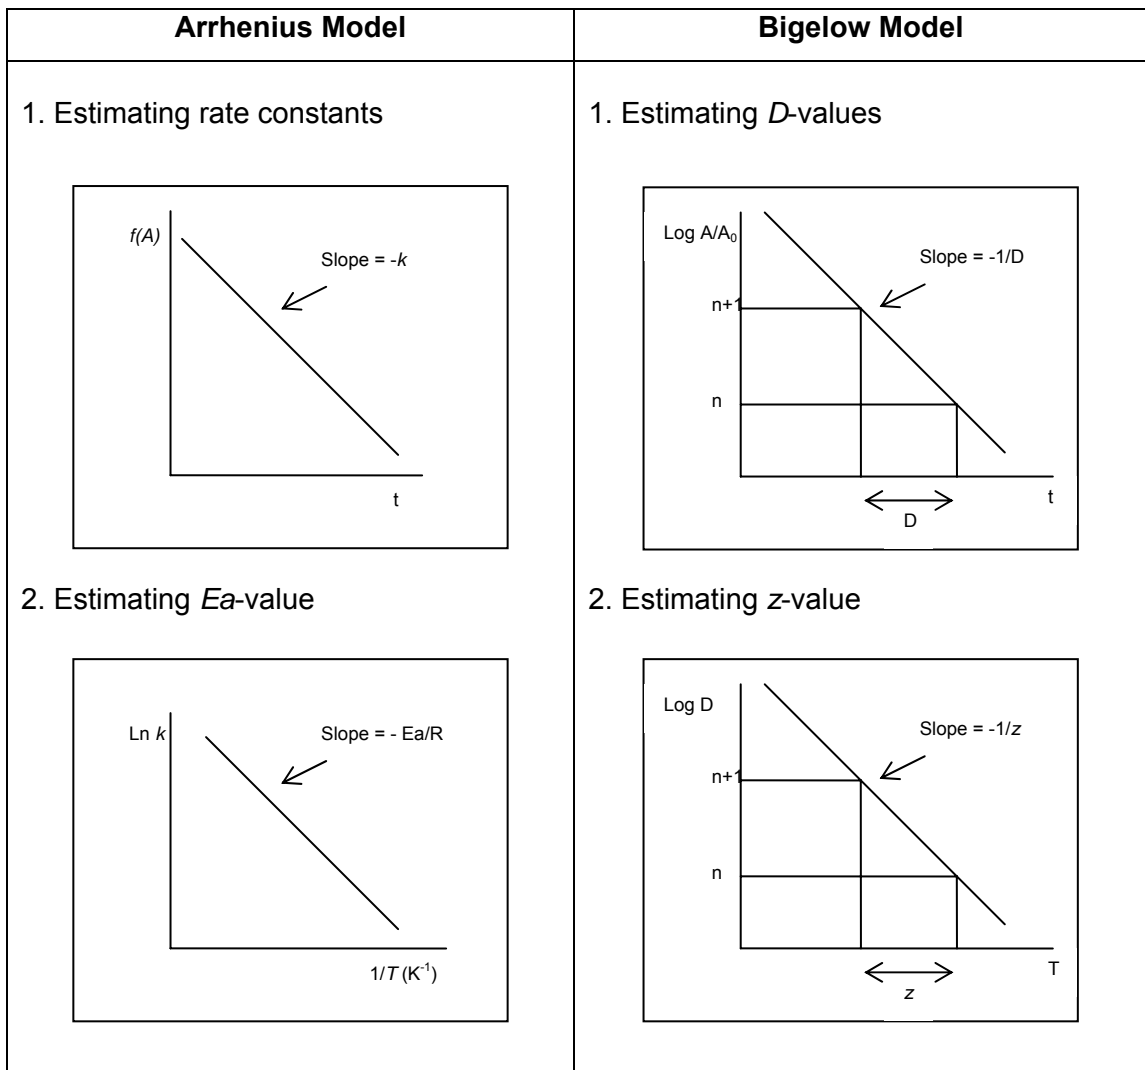 Arrhenius Model
Bigelow Model
1. Estimating rate constants
f(A)
Slope = -k
t
2. Estimating Ea-value
Ln k
Slope = - Ea/R
1/T (K⁻¹)
1. Estimating D-values
Log A/A₀
Slope = -1/D
n+1
n
t
D
2. Estimating z-value
Log D
Slope = -1/z
n+1
n
T
z